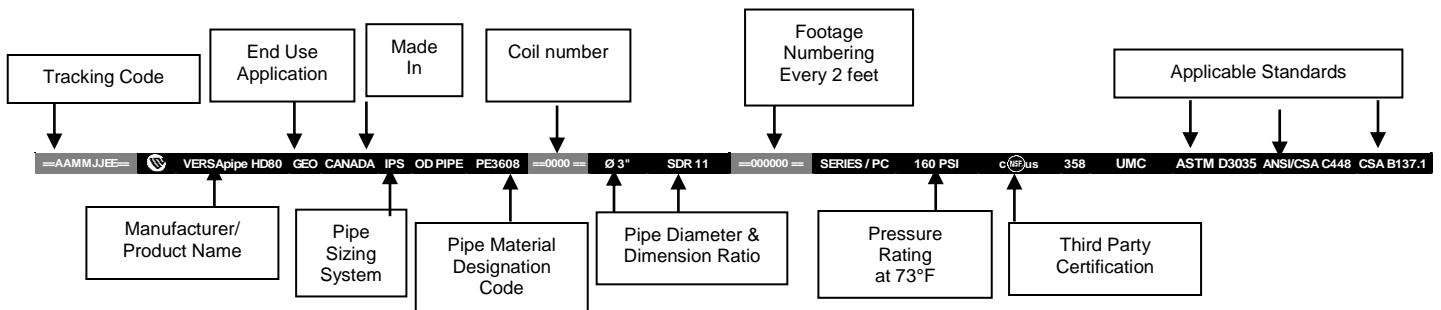 Tracking Code
End Use
Application
Made
In
Coil number
Footage
Numbering
Every 2 feet
Applicable Standards
==AAMMJJEE== VERSApipe HD80 GEO CANADA IPS OD PIPE PE3608 ==0000 == Ø 3" SDR 11 ==000000 == SERIES / PC 160 PSI c NSF us 358 UMC ASTM D3035 ANSI/CSA C448 CSA B137.1
Manufacturer/
Product Name
Pipe
Sizing
System
Pipe Material
Designation
Code
Pipe Diameter &
Dimension Ratio
Pressure
Rating
at 73°F
Third Party
Certification